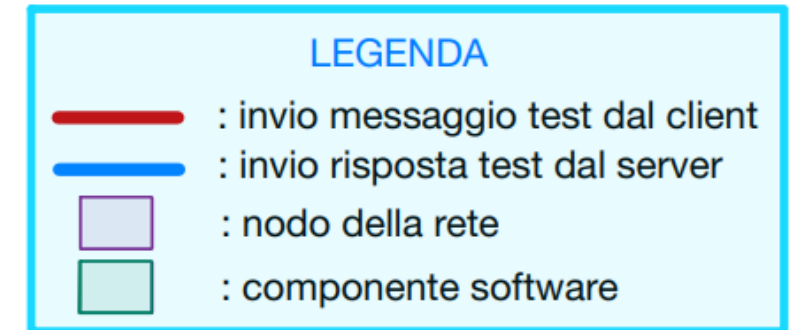 LEGENDA
: invio messaggio test dal client
: invio risposta test dal server
: nodo della rete
: componente software